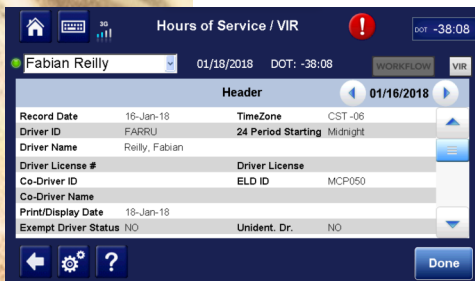 3G
Hours of Service / VIR
!
DOT -38:08
Fabian Reilly
01/18/2018 DOT: -38:08
WORKFLOW
VIR
Header
01/16/2018
Record Date 16-Jan-18 TimeZone CST -06
Driver ID FARRU 24 Period Starting Midnight
Driver Name Reilly, Fabian
Driver License # Driver License
Co-Driver ID ELD ID MCP050
Co-Driver Name
Print/Display Date 18-Jan-18
Exempt Driver Status NO Unident. Dr. NO
?
Done